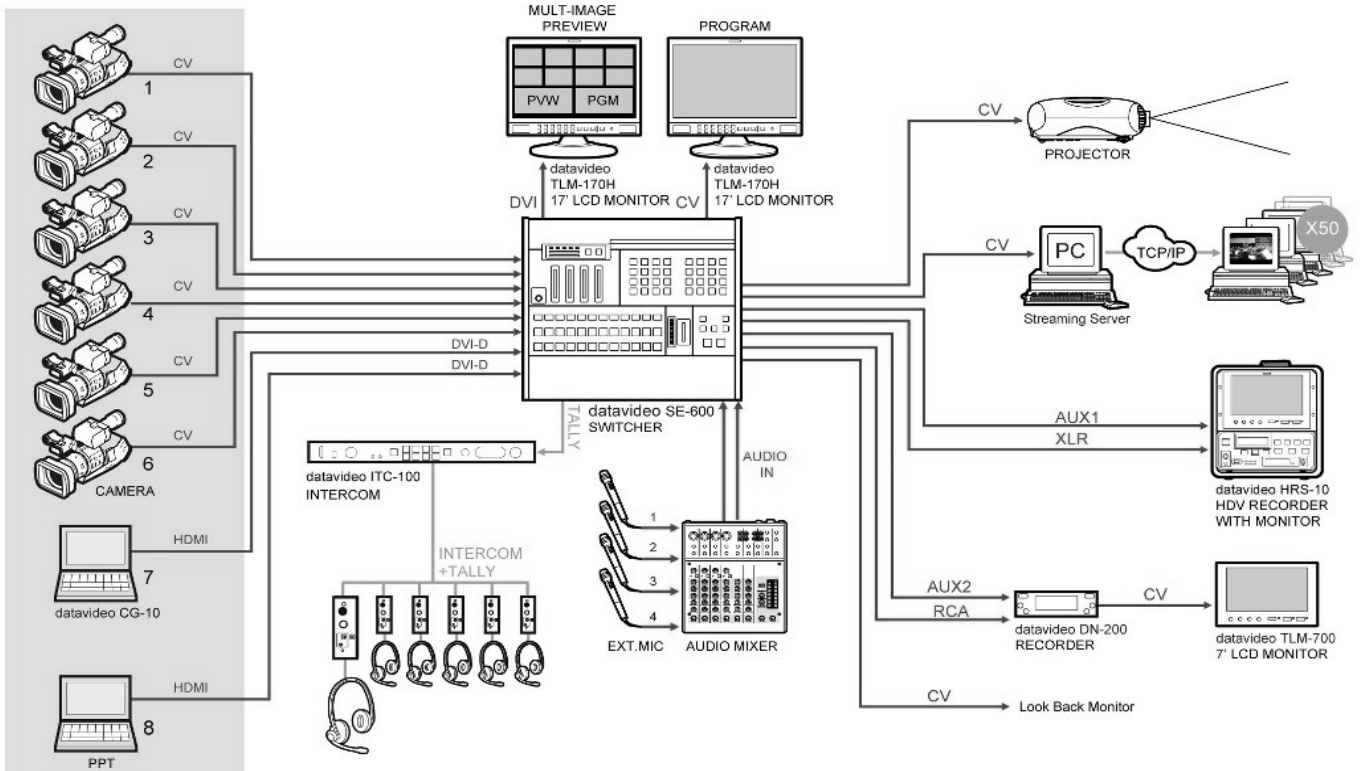 MULT-IMAGE
PREVIEW
PROGRAM
PVW
PGM
datavideo
TLM-170H
17' LCD MONITOR
datavideo
TLM-170H
17' LCD MONITOR
DVI
CV
CV
1
CV
2
CV
3
CV
4
CV
5
CV
6
CAMERA
HDMI
7
datavideo CG-10
HDMI
8
PPT
DVI-D
DVI-D
datavideo SE-600
SWITCHER
TALLY
datavideo ITC-100
INTERCOM
INTERCOM
+TALLY
AUDIO
IN
1
2
3
4
EXT.MIC
AUDIO MIXER
CV
PROJECTOR
CV
PC
TCP/IP
X50
Streaming Server
AUX1
XLR
datavideo HRS-10
HDV RECORDER
WITH MONITOR
AUX2
RCA
datavideo DN-200
RECORDER
CV
datavideo TLM-700
7' LCD MONITOR
CV
Look Back Monitor